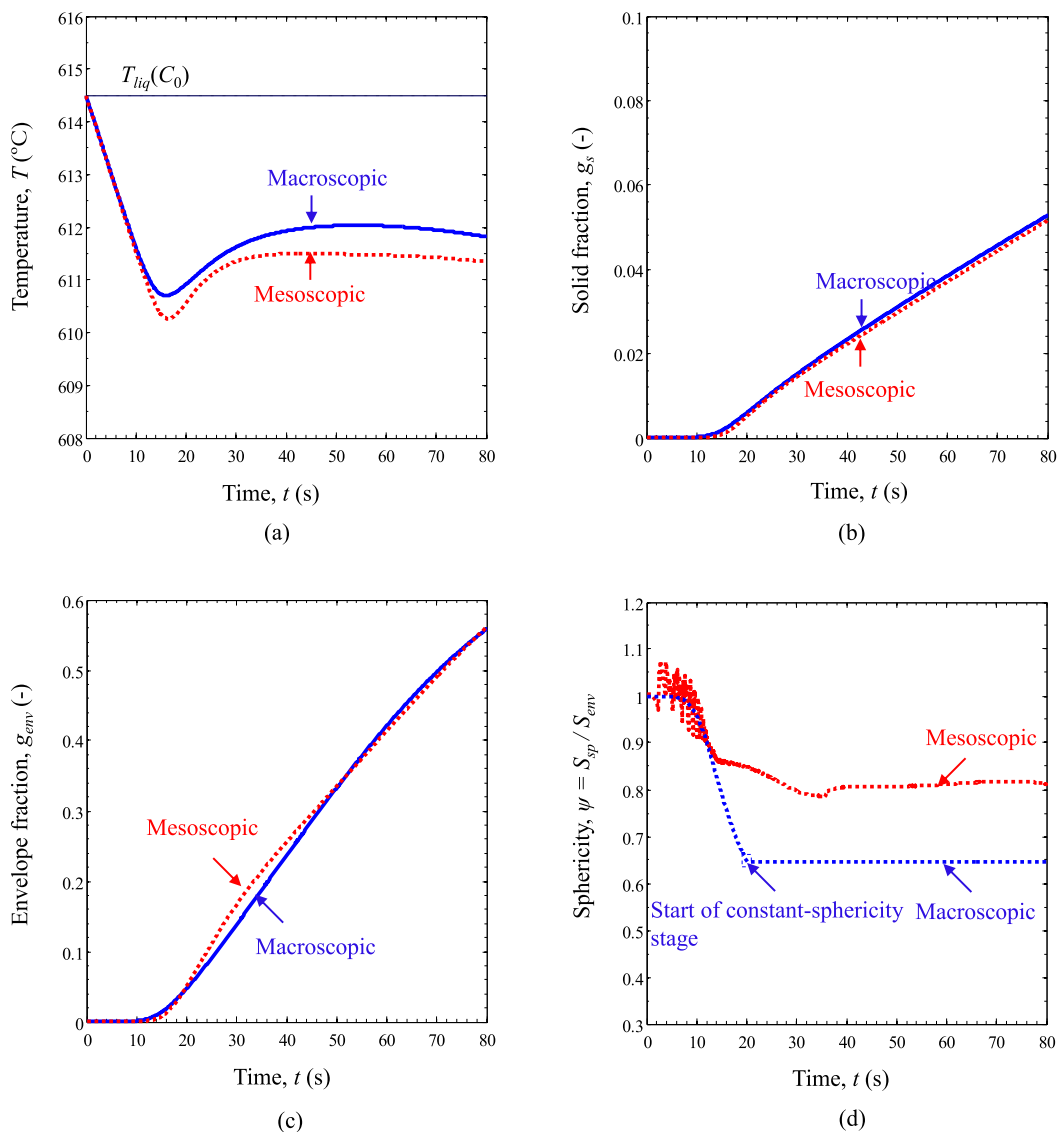 616
615
614
613
612
611
610
609
608
Temperature, T (°C)
T_liq(C_0)
Macroscopic
Mesoscopic
0 10 20 30 40 50 60 70 80
Time, t (s)
(a)
0.1
0.08
0.06
0.04
0.02
0
Solid fraction, g_s (-)
Macroscopic
Mesoscopic
0 10 20 30 40 50 60 70 80
Time, t (s)
(b)
0.6
0.5
0.4
0.3
0.2
0.1
0
Envelope fraction, g_env (-)
Mesoscopic
Macroscopic
0 10 20 30 40 50 60 70 80
Time, t (s)
(c)
1.2
1.1
1
0.9
0.8
0.7
0.6
0.5
0.4
0.3
Sphericity, ψ = S_sp / S_env
Mesoscopic
Start of constant-sphericity
stage
Macroscopic
0 10 20 30 40 50 60 70 80
Time, t (s)
(d)